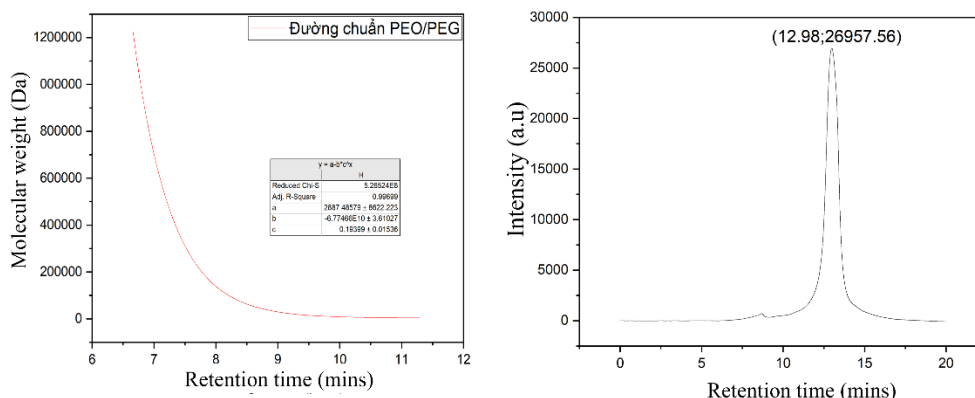 Đường chuẩn PEO/PEG
1200000
1000000
800000
600000
400000
200000
0
6 7 8 9 10 11 12
Molecular weight (Da)
Retention time (mins)
y = a-b*c^x
H
Reduced Chi-S 5.28524E8
Adj. R-Square 0.99699
a 2687.48579 ± 6622.223
b -6.77466E10 ± 3.61027
c 0.19399 ± 0.01536
(12.98;26957.56)
30000
25000
20000
15000
10000
5000
0
0 5 10 15 20
Intensity (a.u)
Retention time (mins)